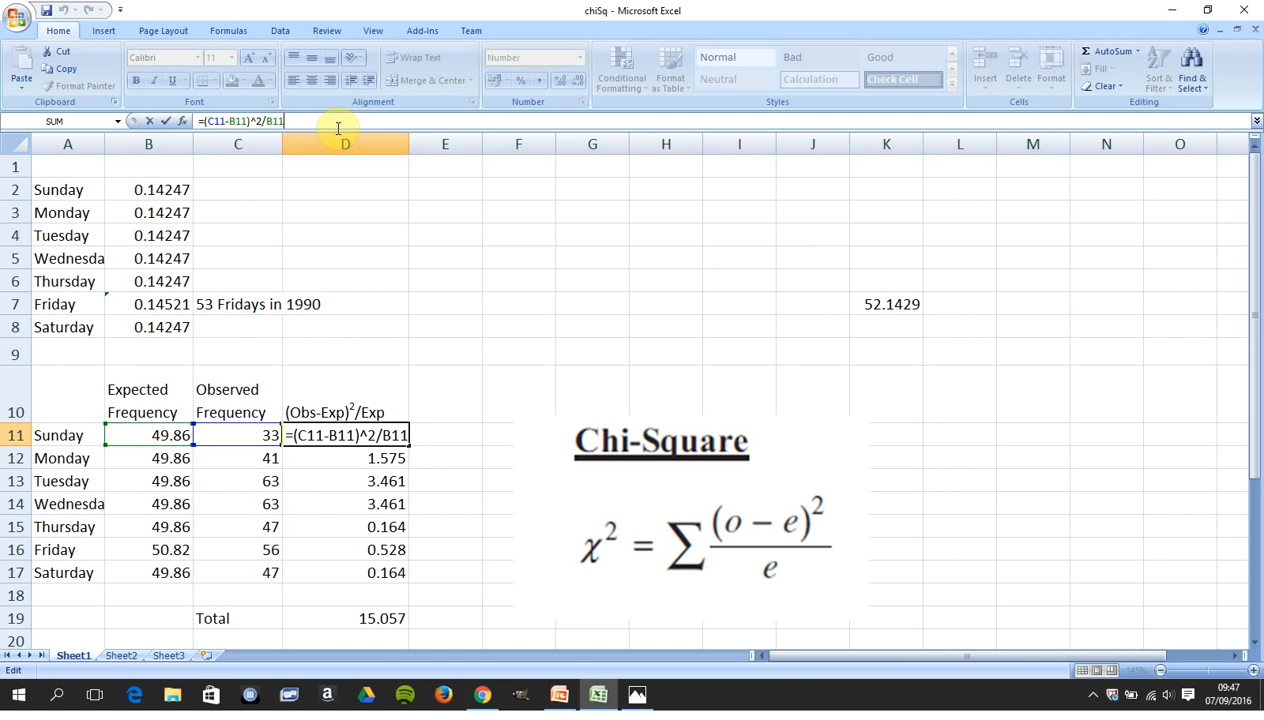 chiSq - Microsoft Excel
Home Insert Page Layout Formulas Data Review View Add-Ins Team
Paste
Cut
Copy
Format Painter
Clipboard
Calibri 11
Font
Wrap Text
Merge & Center
Alignment
Number
Number
Conditional Formatting
Format as Table
Normal Bad Good
Neutral Calculation Check Cell
Styles
Insert Delete Format
Cells
AutoSum
Fill
Clear
Sort & Filter
Find & Select
Editing
SUM =(C11-B11)^2/B11
A B C D E F G H I J K L M N O
1
2 Sunday 0.14247
3 Monday 0.14247
4 Tuesday 0.14247
5 Wednesda 0.14247
6 Thursday 0.14247
7 Friday 0.14521 53 Fridays in 1990 52.1429
8 Saturday 0.14247
9
Expected Observed
10 Frequency Frequency (Obs-Exp)²/Exp
11 Sunday 49.86 33 =(C11-B11)^2/B11
12 Monday 49.86 41 1.575
13 Tuesday 49.86 63 3.461
14 Wednesda 49.86 63 3.461
15 Thursday 49.86 47 0.164
16 Friday 50.82 56 0.528
17 Saturday 49.86 47 0.164
18
19 Total 15.057
20
Chi-Square
χ² = ∑ (o − e)² / e
Sheet1 Sheet2 Sheet3
Edit 145%
09:47
07/09/2016